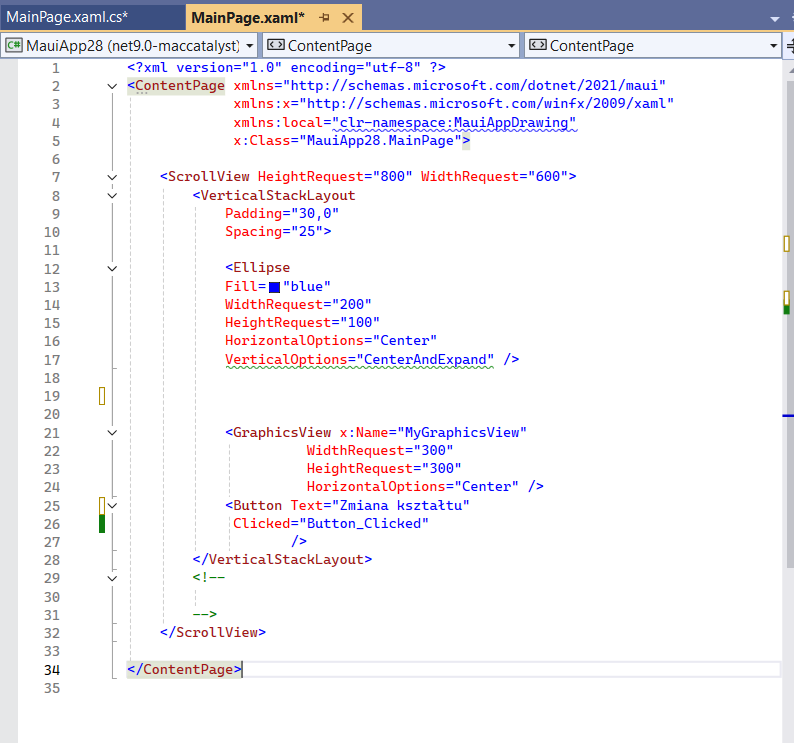 MainPage.xaml.cs*
MainPage.xaml*
C# MauiApp28 (net9.0-maccatalyst)
ContentPage
ContentPage
1 <?xml version="1.0" encoding="utf-8" ?>
2 <ContentPage xmlns="http://schemas.microsoft.com/dotnet/2021/maui"
3 xmlns:x="http://schemas.microsoft.com/winfx/2009/xaml"
4 xmlns:local="clr-namespace:MauiAppDrawing"
5 x:Class="MauiApp28.MainPage">
6
7 <ScrollView HeightRequest="800" WidthRequest="600">
8 <VerticalStackLayout
9 Padding="30,0"
10 Spacing="25">
11
12 <Ellipse
13 Fill="blue"
14 WidthRequest="200"
15 HeightRequest="100"
16 HorizontalOptions="Center"
17 VerticalOptions="CenterAndExpand" />
18
19
20
21 <GraphicsView x:Name="MyGraphicsView"
22 WidthRequest="300"
23 HeightRequest="300"
24 HorizontalOptions="Center" />
25 <Button Text="Zmiana kształtu"
26 Clicked="Button_Clicked"
27 />
28 </VerticalStackLayout>
29 <!--
30
31 -->
32 </ScrollView>
33
34 </ContentPage>
35